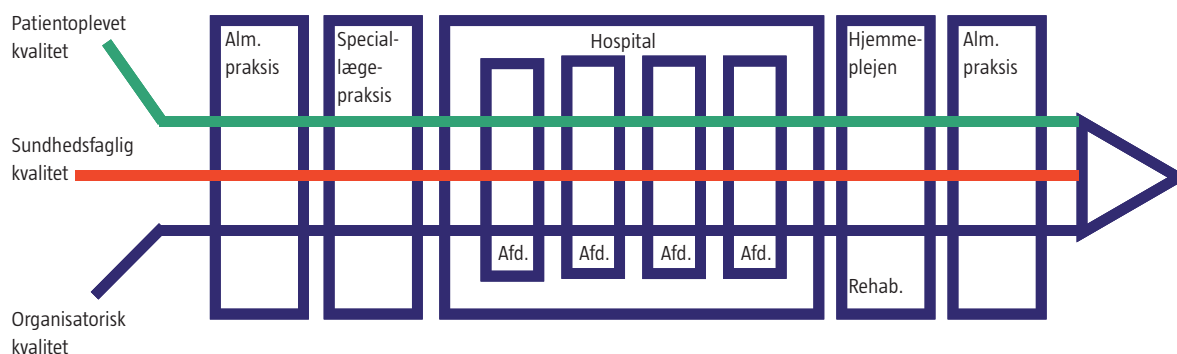 Patientoplevet
kvalitet
Sundhedsfaglig
kvalitet
Organisatorisk
kvalitet
Alm.
praksis
Special-
læge-
praksis
Hospital
Afd.
Afd.
Afd.
Afd.
Hjemme-
plejen
Rehab.
Alm.
praksis